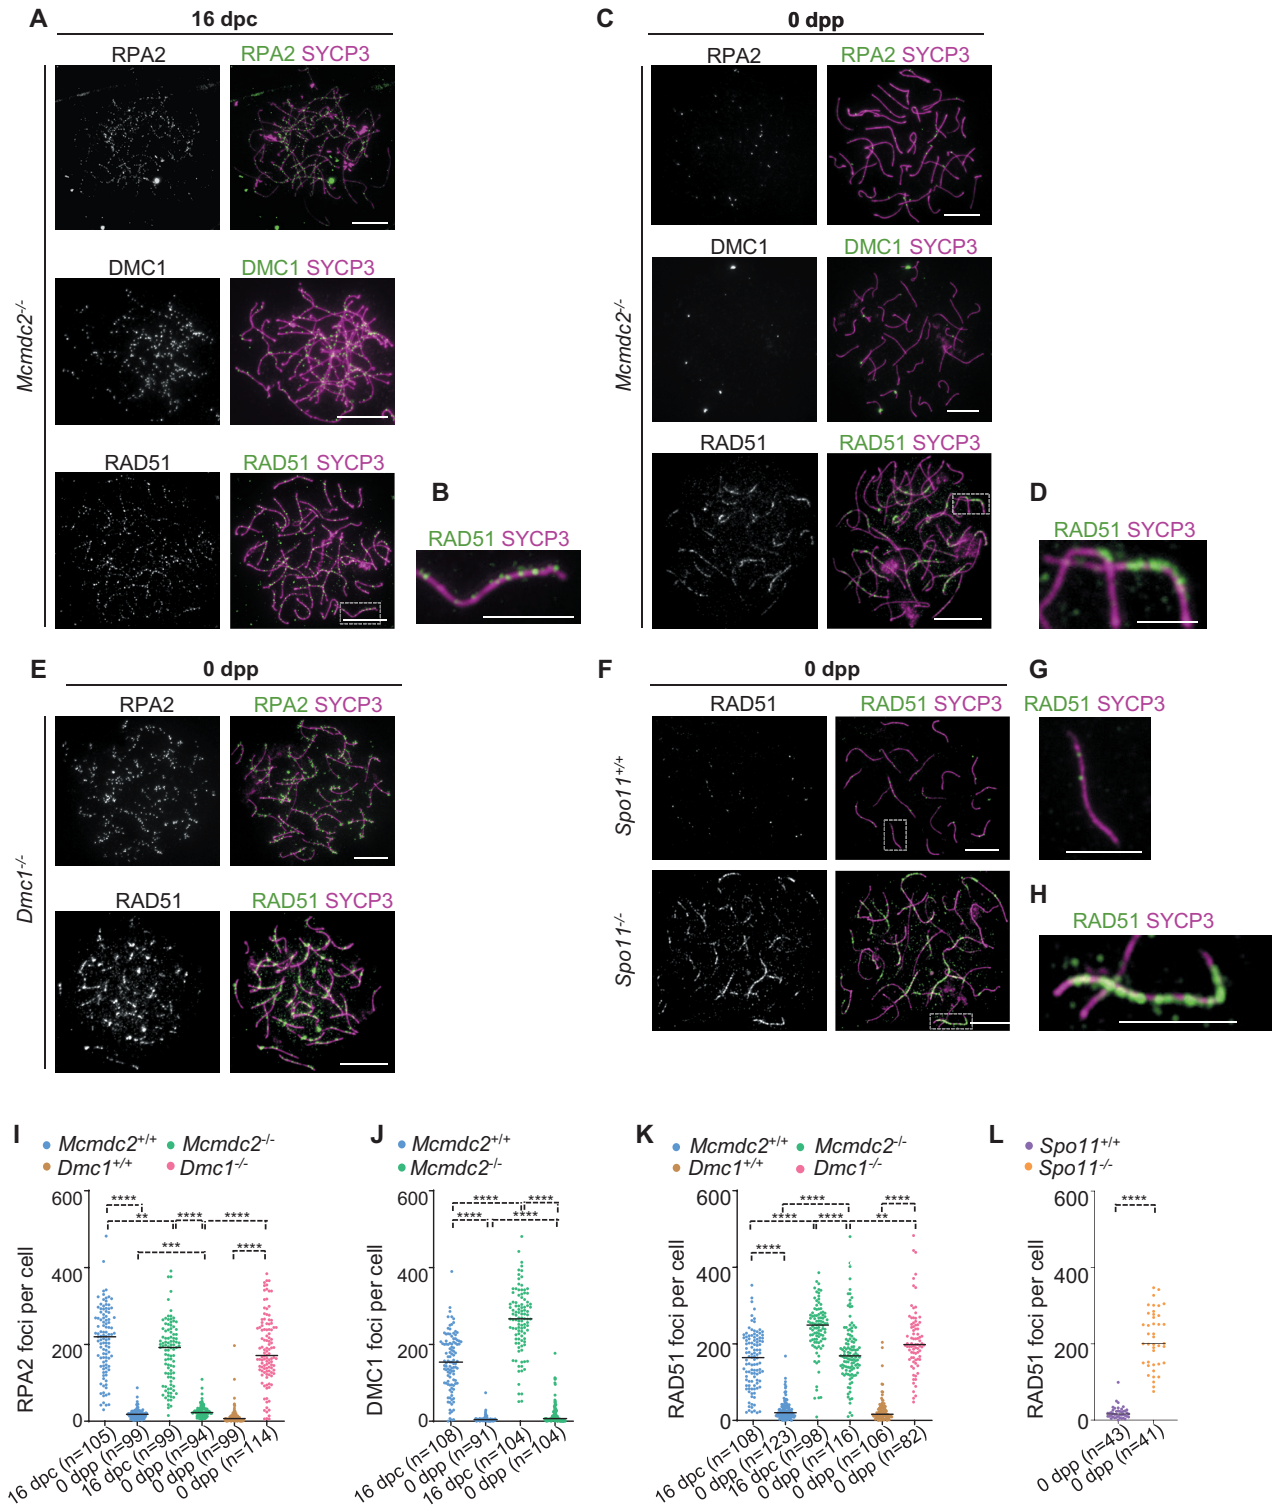 A
16 dpc
RPA2
RPA2 SYCP3
Mcmdc2-/-
DMC1
DMC1 SYCP3
RAD51
RAD51 SYCP3
B
RAD51 SYCP3
C
0 dpp
RPA2
RPA2 SYCP3
Mcmdc2-/-
DMC1
DMC1 SYCP3
RAD51
RAD51 SYCP3
D
RAD51 SYCP3
E
0 dpp
RPA2
RPA2 SYCP3
Dmc1-/-
RAD51
RAD51 SYCP3
F
0 dpp
RAD51
RAD51 SYCP3
Spo11+/+
Spo11-/-
G
RAD51 SYCP3
H
RAD51 SYCP3
I
Mcmdc2+/+
Mcmdc2-/-
Dmc1+/+
Dmc1-/-
RPA2 foci per cell
600
400
200
0
****
** **** ****
*** ****
16 dpc (n=105)
0 dpp (n=99)
16 dpc (n=99)
0 dpp (n=94)
0 dpp (n=99)
0 dpp (n=114)
J
Mcmdc2+/+
Mcmdc2-/-
DMC1 foci per cell
600
400
200
0
**** ****
**** ****
16 dpc (n=108)
0 dpp (n=91)
16 dpc (n=104)
0 dpp (n=104)
K
Mcmdc2+/+
Mcmdc2-/-
Dmc1+/+
Dmc1-/-
RAD51 foci per cell
600
400
200
0
**** ****
**** **** **
****
16 dpc (n=108)
0 dpp (n=123)
16 dpc (n=98)
0 dpp (n=116)
0 dpp (n=106)
0 dpp (n=82)
L
Spo11+/+
Spo11-/-
RAD51 foci per cell
600
400
200
0
****
0 dpp (n=43)
0 dpp (n=41)